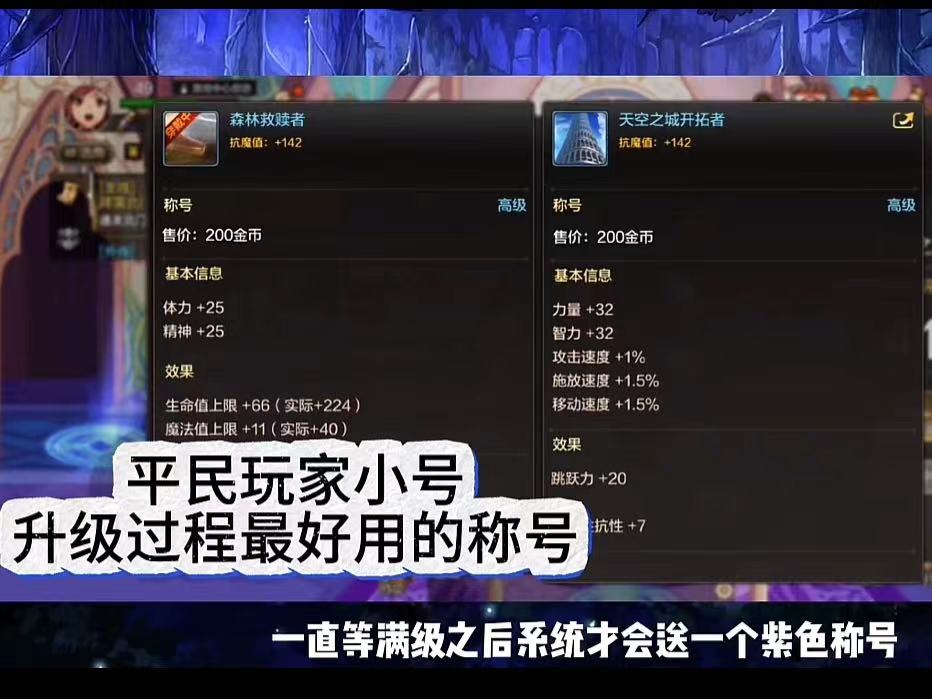 森林救赎者
抗魔值：+142
称号
高级
售价：200金币
基本信息
体力 +25
精神 +25
效果
生命值上限 +66（实际+224）
魔法值上限 +11（实际+40）
天空之城开拓者
抗魔值：+142
称号
高级
售价：200金币
基本信息
力量 +32
智力 +32
攻击速度 +1%
施放速度 +1.5%
移动速度 +1.5%
效果
跳跃力 +20
抗性 +7
平民玩家小号
升级过程最好用的称号
一直等满级之后系统才会送一个紫色称号